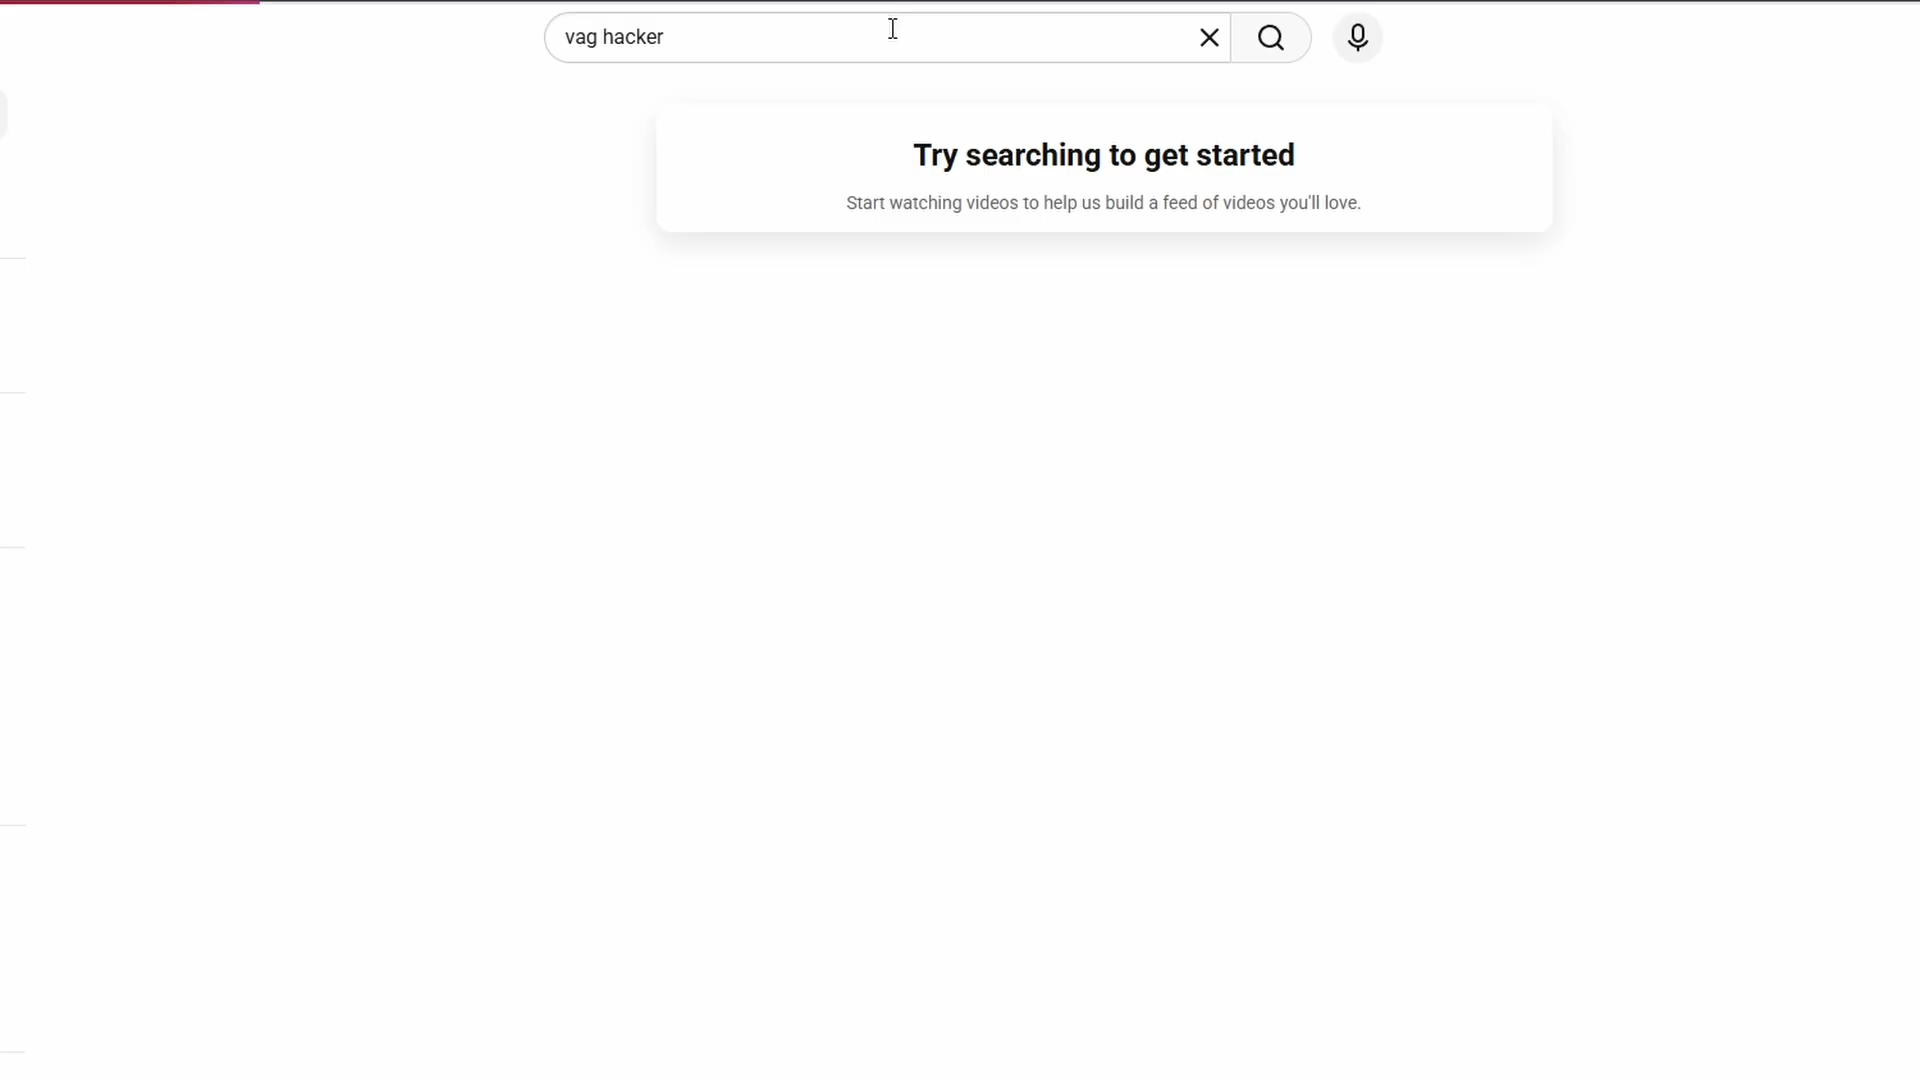 vag hacker
Try searching to get started
Start watching videos to help us build a feed of videos you'll love.